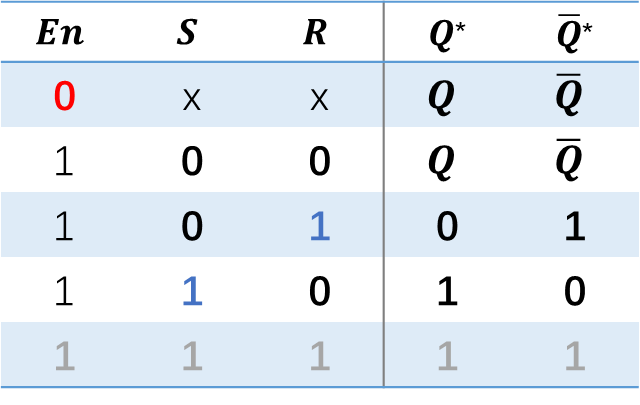 En S R Q* Q̅*
0 x x Q Q̅
1 0 0 Q Q̅
1 0 1 0 1
1 1 0 1 0
1 1 1 1 1